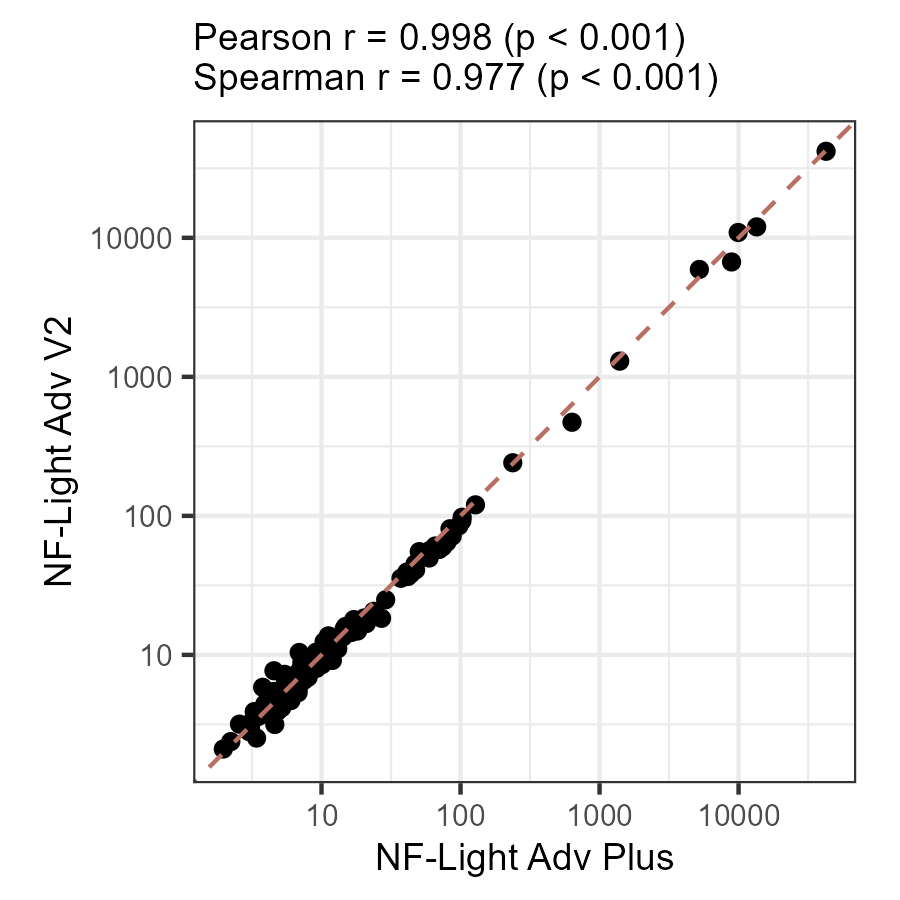 Pearson r = 0.998 (p < 0.001)
Spearman r = 0.977 (p < 0.001)
NF-Light Adv V2
10000
1000
100
10
10 100 1000 10000
NF-Light Adv Plus